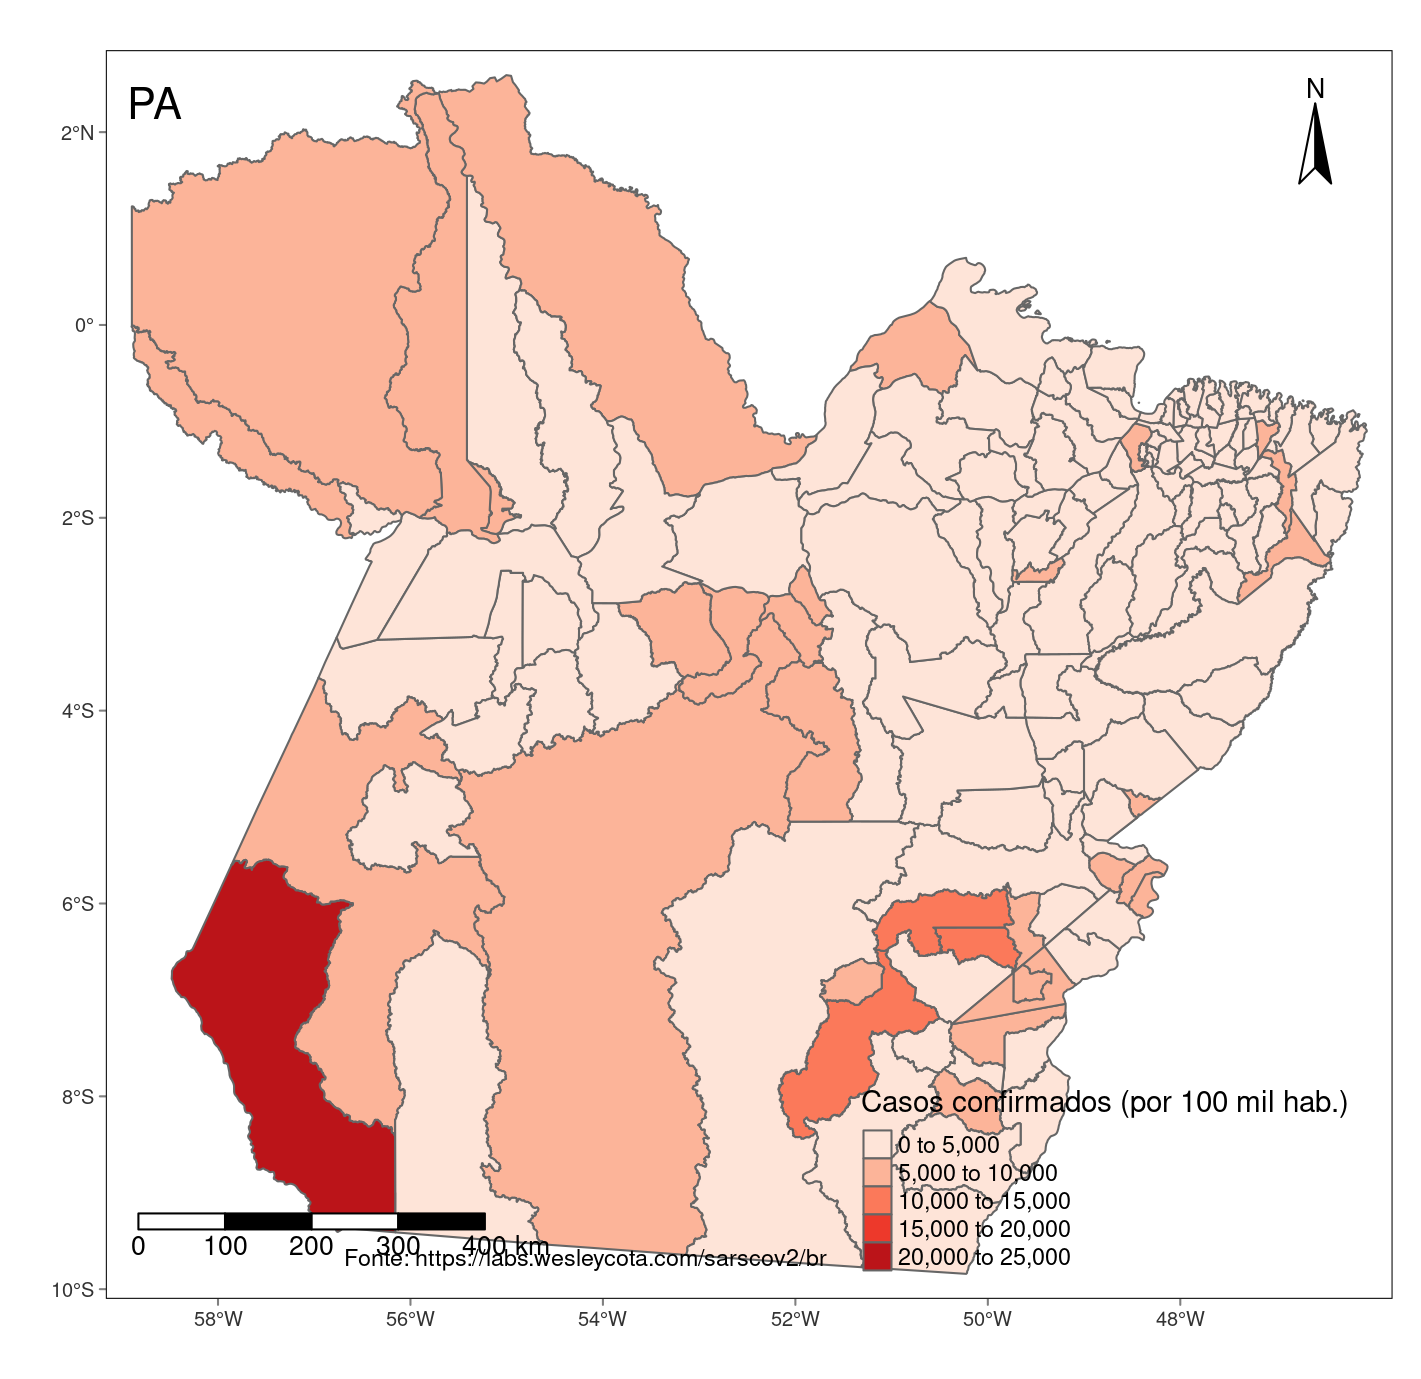 PA
N
2°N
0°
2°S
4°S
6°S
8°S
10°S
Casos confirmados (por 100 mil hab.)
0 to 5,000
5,000 to 10,000
10,000 to 15,000
15,000 to 20,000
20,000 to 25,000
0 100 200 300 400 km
Fonte: https://labs.wesleycota.com/sarscov2/br
58°W 56°W 54°W 52°W 50°W 48°W